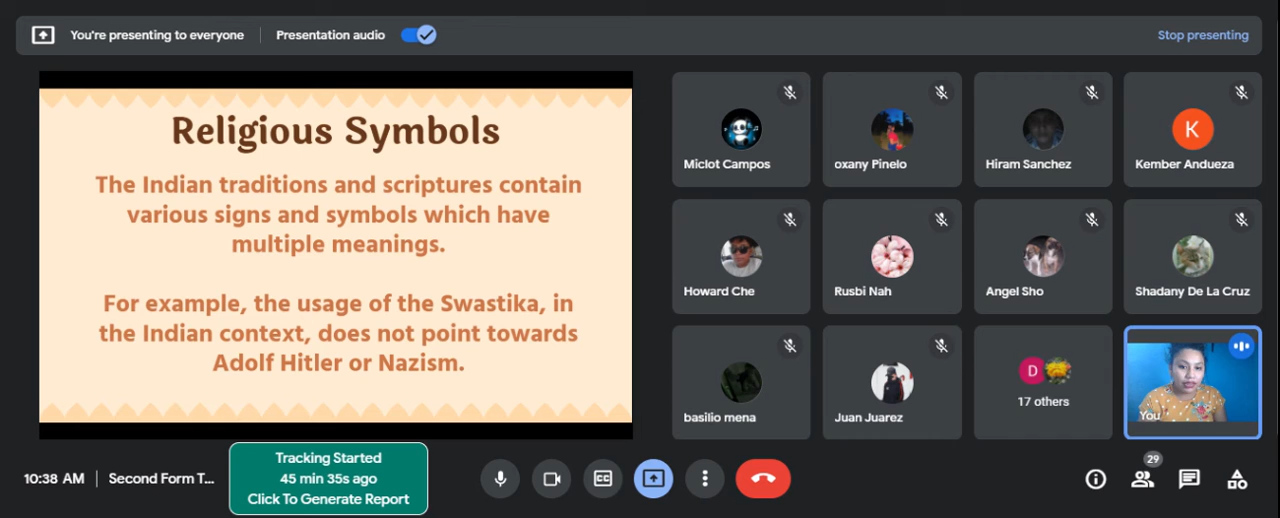 You're presenting to everyone
Presentation audio
Stop presenting
Religious Symbols
The Indian traditions and scriptures contain
various signs and symbols which have
multiple meanings.
For example, the usage of the Swastika, in
the Indian context, does not point towards
Adolf Hitler or Nazism.
Miclot Campos
oxany Pinelo
Hiram Sanchez
K
Kember Andueza
Howard Che
Rusbi Nah
Angel Sho
Shadany De La Cruz
basilio mena
Juan Juarez
D
17 others
You
10:38 AM
Second Form T...
Tracking Started
45 min 35s ago
Click To Generate Report
CC
29